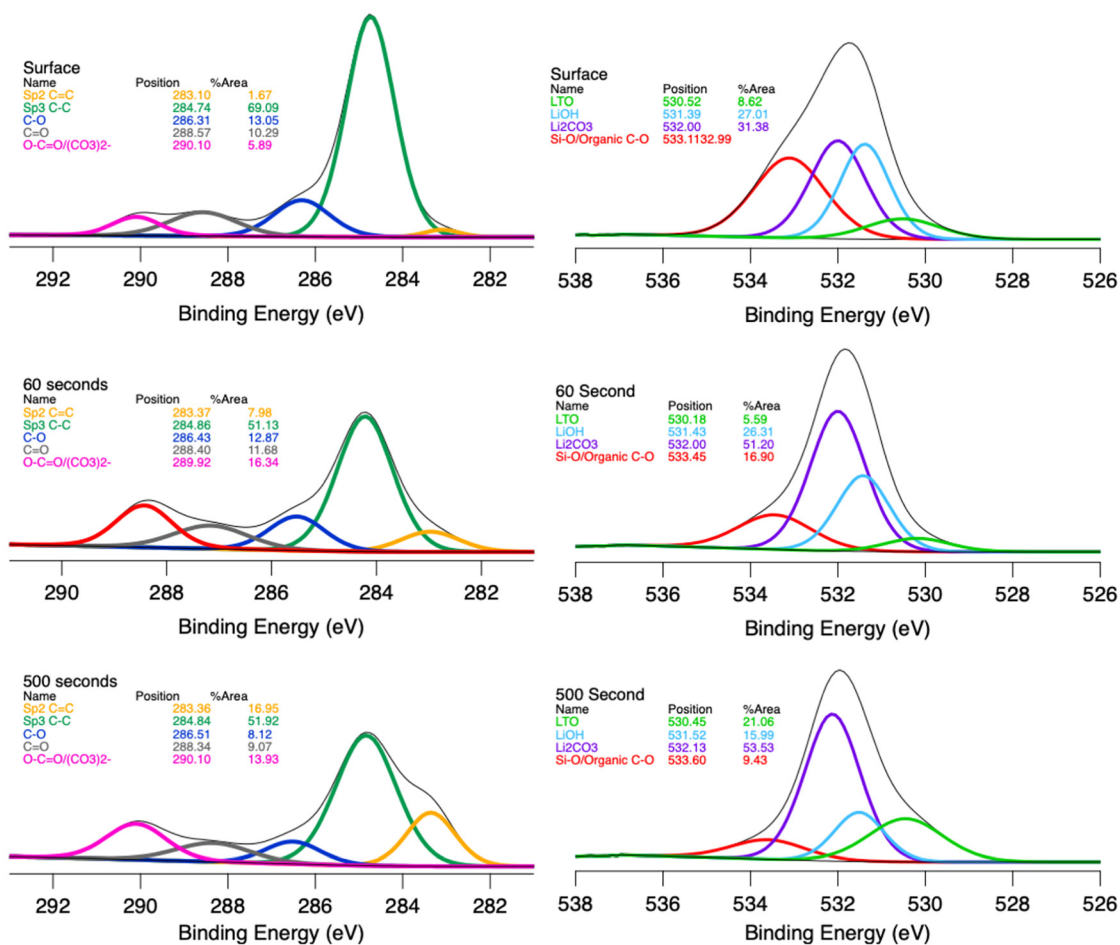 Surface
Name Position %Area
Sp2 C=C 283.10 1.67
Sp3 C-C 284.74 69.09
C-O 286.31 13.05
C=O 288.57 10.29
O-C=O/(CO3)2- 290.10 5.89
292 290 288 286 284 282
Binding Energy (eV)
Surface
Name Position %Area
LTO 530.52 8.62
LiOH 531.39 27.01
Li2CO3 532.00 31.38
Si-O/Organic C-O 533.1132.99
538 536 534 532 530 528 526
Binding Energy (eV)
60 seconds
Name Position %Area
Sp2 C=C 283.37 7.98
Sp3 C-C 284.86 51.13
C-O 286.43 12.87
C=O 288.40 11.68
O-C=O/(CO3)2- 289.92 16.34
290 288 286 284 282
Binding Energy (eV)
60 Second
Name Position %Area
LTO 530.18 5.59
LiOH 531.43 26.31
Li2CO3 532.00 51.20
Si-O/Organic C-O 533.45 16.90
538 536 534 532 530 528 526
Binding Energy (eV)
500 seconds
Name Position %Area
Sp2 C=C 283.36 16.95
Sp3 C-C 284.84 51.92
C-O 286.51 8.12
C=O 288.34 9.07
O-C=O/(CO3)2- 290.10 13.93
292 290 288 286 284 282
Binding Energy (eV)
500 Second
Name Position %Area
LTO 530.45 21.06
LiOH 531.52 15.99
Li2CO3 532.13 53.53
Si-O/Organic C-O 533.60 9.43
538 536 534 532 530 528 526
Binding Energy (eV)